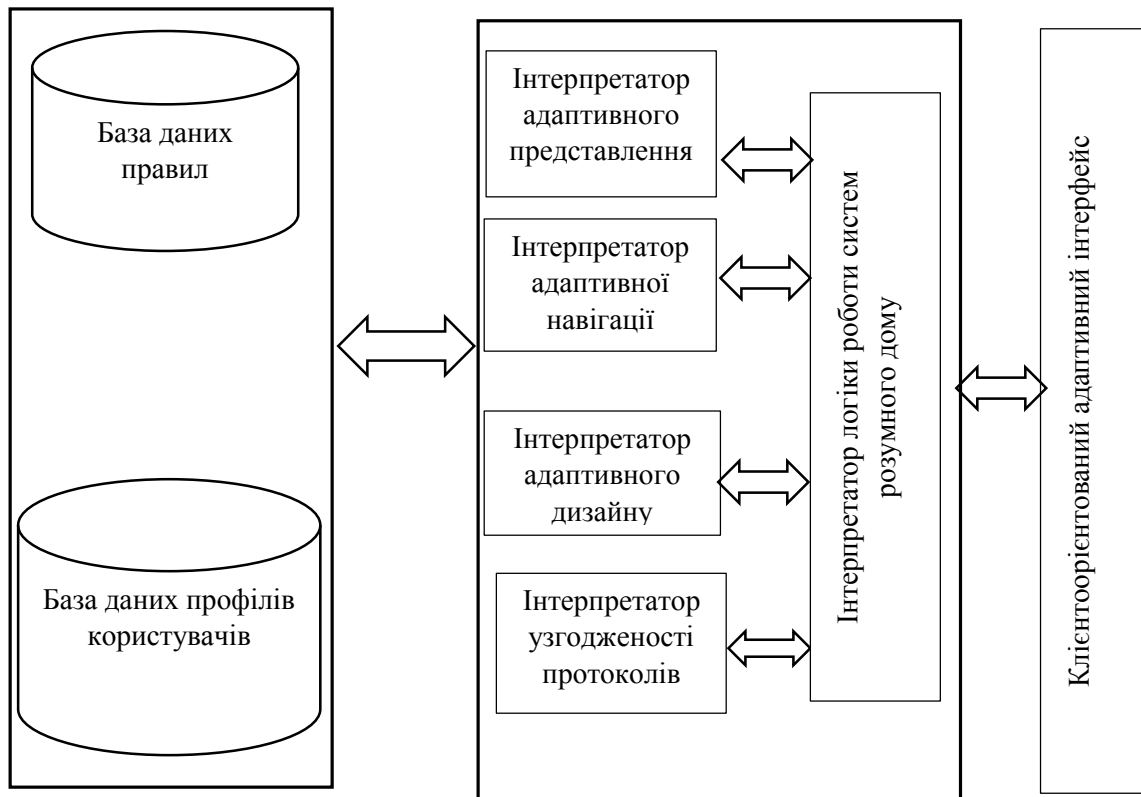 База даних
правил
База даних профілів
користувачів
Інтерпретатор
адаптивного
представлення
Інтерпретатор
адаптивної
навігації
Інтерпретатор
адаптивного
дизайну
Інтерпретатор
узгодженості
протоколів
Інтерпретатор логіки роботи систем
розумного дому
Клієнтоорієнтований адаптивний інтерфейс